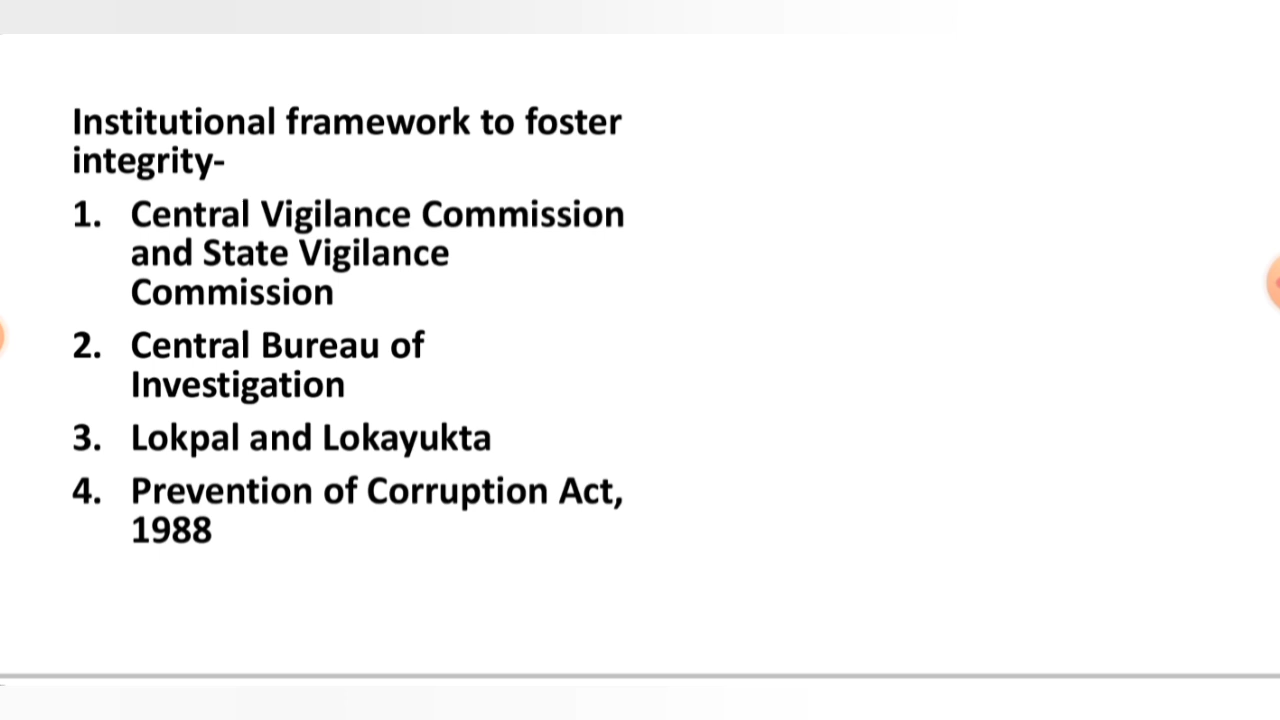 Institutional framework to foster
integrity-
1. Central Vigilance Commission
and State Vigilance
Commission
2. Central Bureau of
Investigation
3. Lokpal and Lokayukta
4. Prevention of Corruption Act,
1988